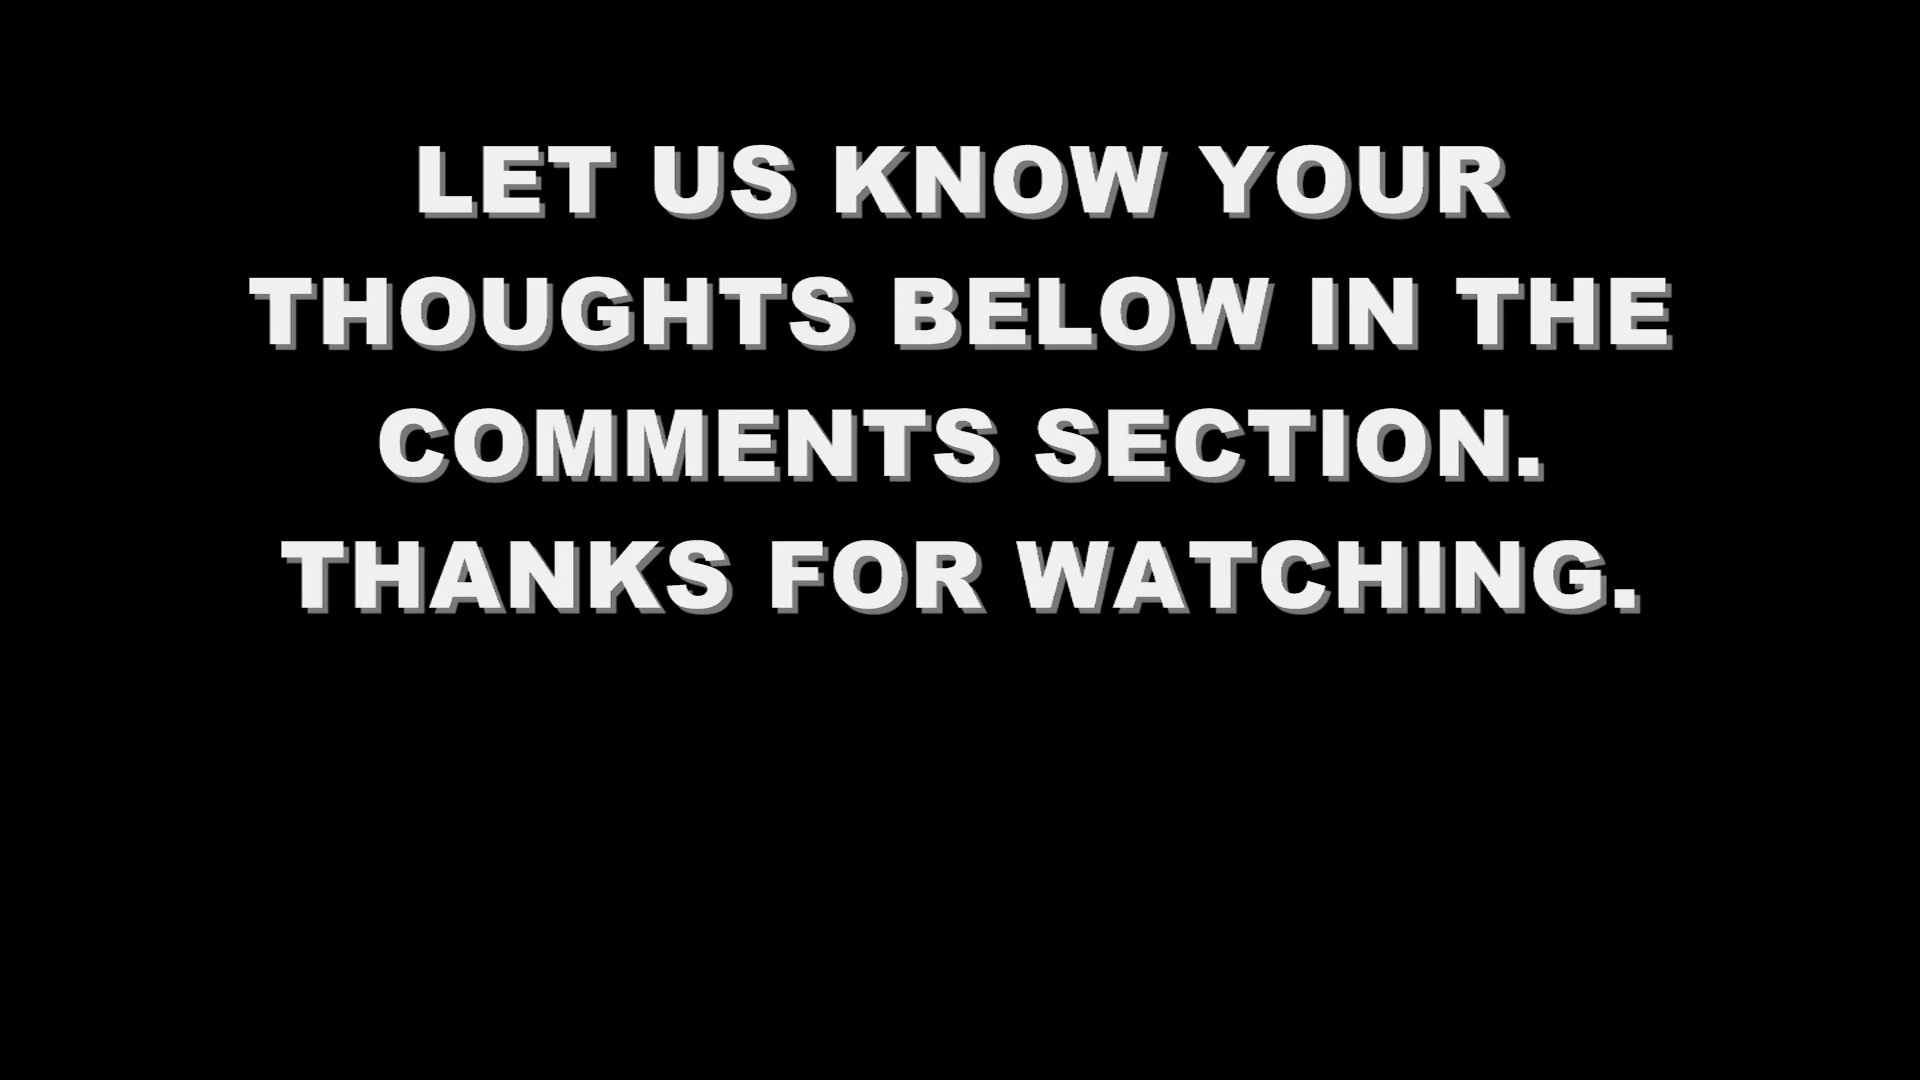 LET US KNOW YOUR
THOUGHTS BELOW IN THE
COMMENTS SECTION.
THANKS FOR WATCHING.